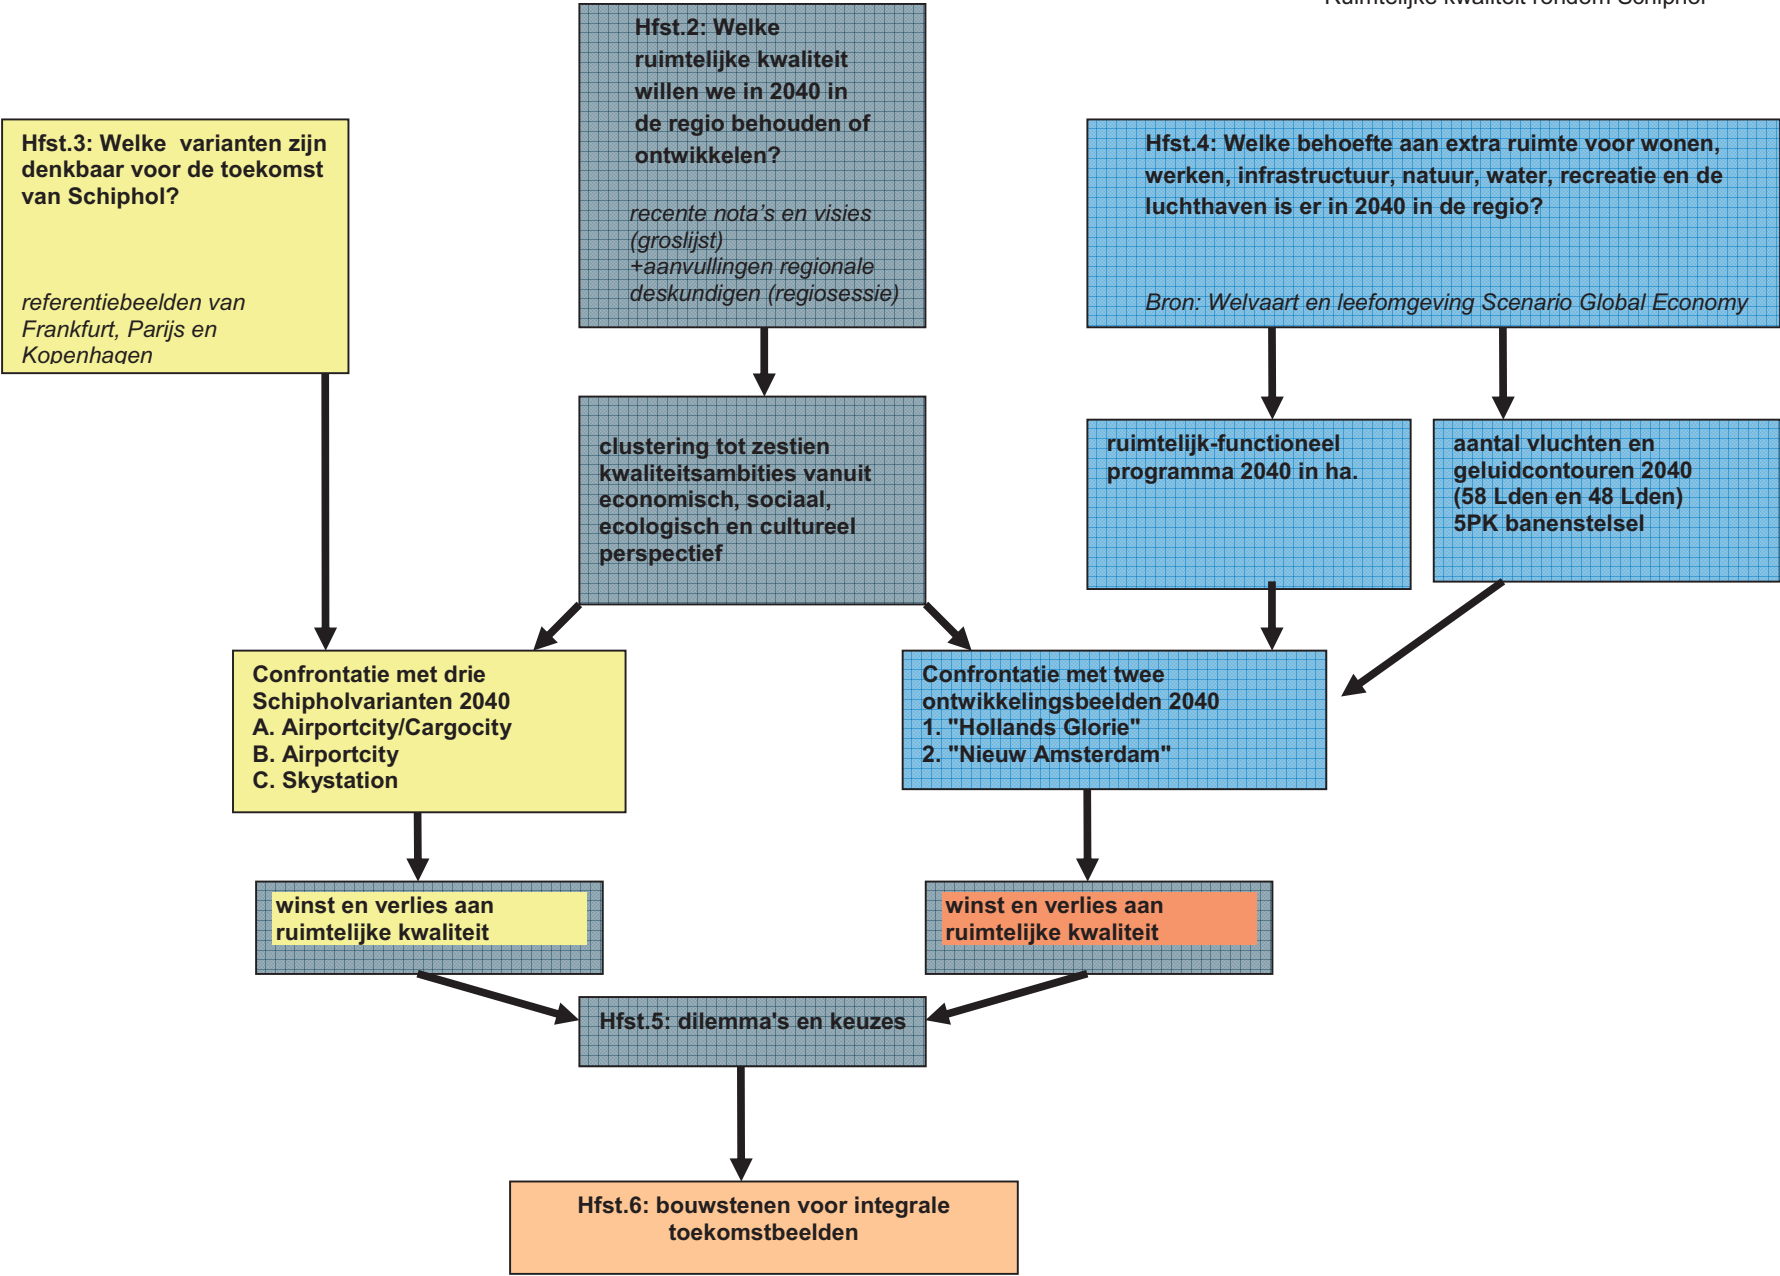 Ruimtelijke kwaliteit rondom Schiphol
Hfst.2: Welke
ruimtelijke kwaliteit
willen we in 2040 in
de regio behouden of
ontwikkelen?
recente nota's en visies
(groslijst)
+aanvullingen regionale
deskundigen (regiosessie)
Hfst.3: Welke varianten zijn
denkbaar voor de toekomst
van Schiphol?
referentiebeelden van
Frankfurt, Parijs en
Kopenhagen
Hfst.4: Welke behoefte aan extra ruimte voor wonen,
werken, infrastructuur, natuur, water, recreatie en de
luchthaven is er in 2040 in de regio?
Bron: Welvaart en leefomgeving Scenario Global Economy
clustering tot zestien
kwaliteitsambities vanuit
economisch, sociaal,
ecologisch en cultureel
perspectief
ruimtelijk-functioneel
programma 2040 in ha.
aantal vluchten en
geluidcontouren 2040
(58 Lden en 48 Lden)
5PK banenstelsel
Confrontatie met drie
Schipholvarianten 2040
A. Airportcity/Cargocity
B. Airportcity
C. Skystation
Confrontatie met twee
ontwikkelingsbeelden 2040
1. "Hollands Glorie"
2. "Nieuw Amsterdam"
winst en verlies aan
ruimtelijke kwaliteit
winst en verlies aan
ruimtelijke kwaliteit
Hfst.5: dilemma's en keuzes
Hfst.6: bouwstenen voor integrale
toekomstbeelden